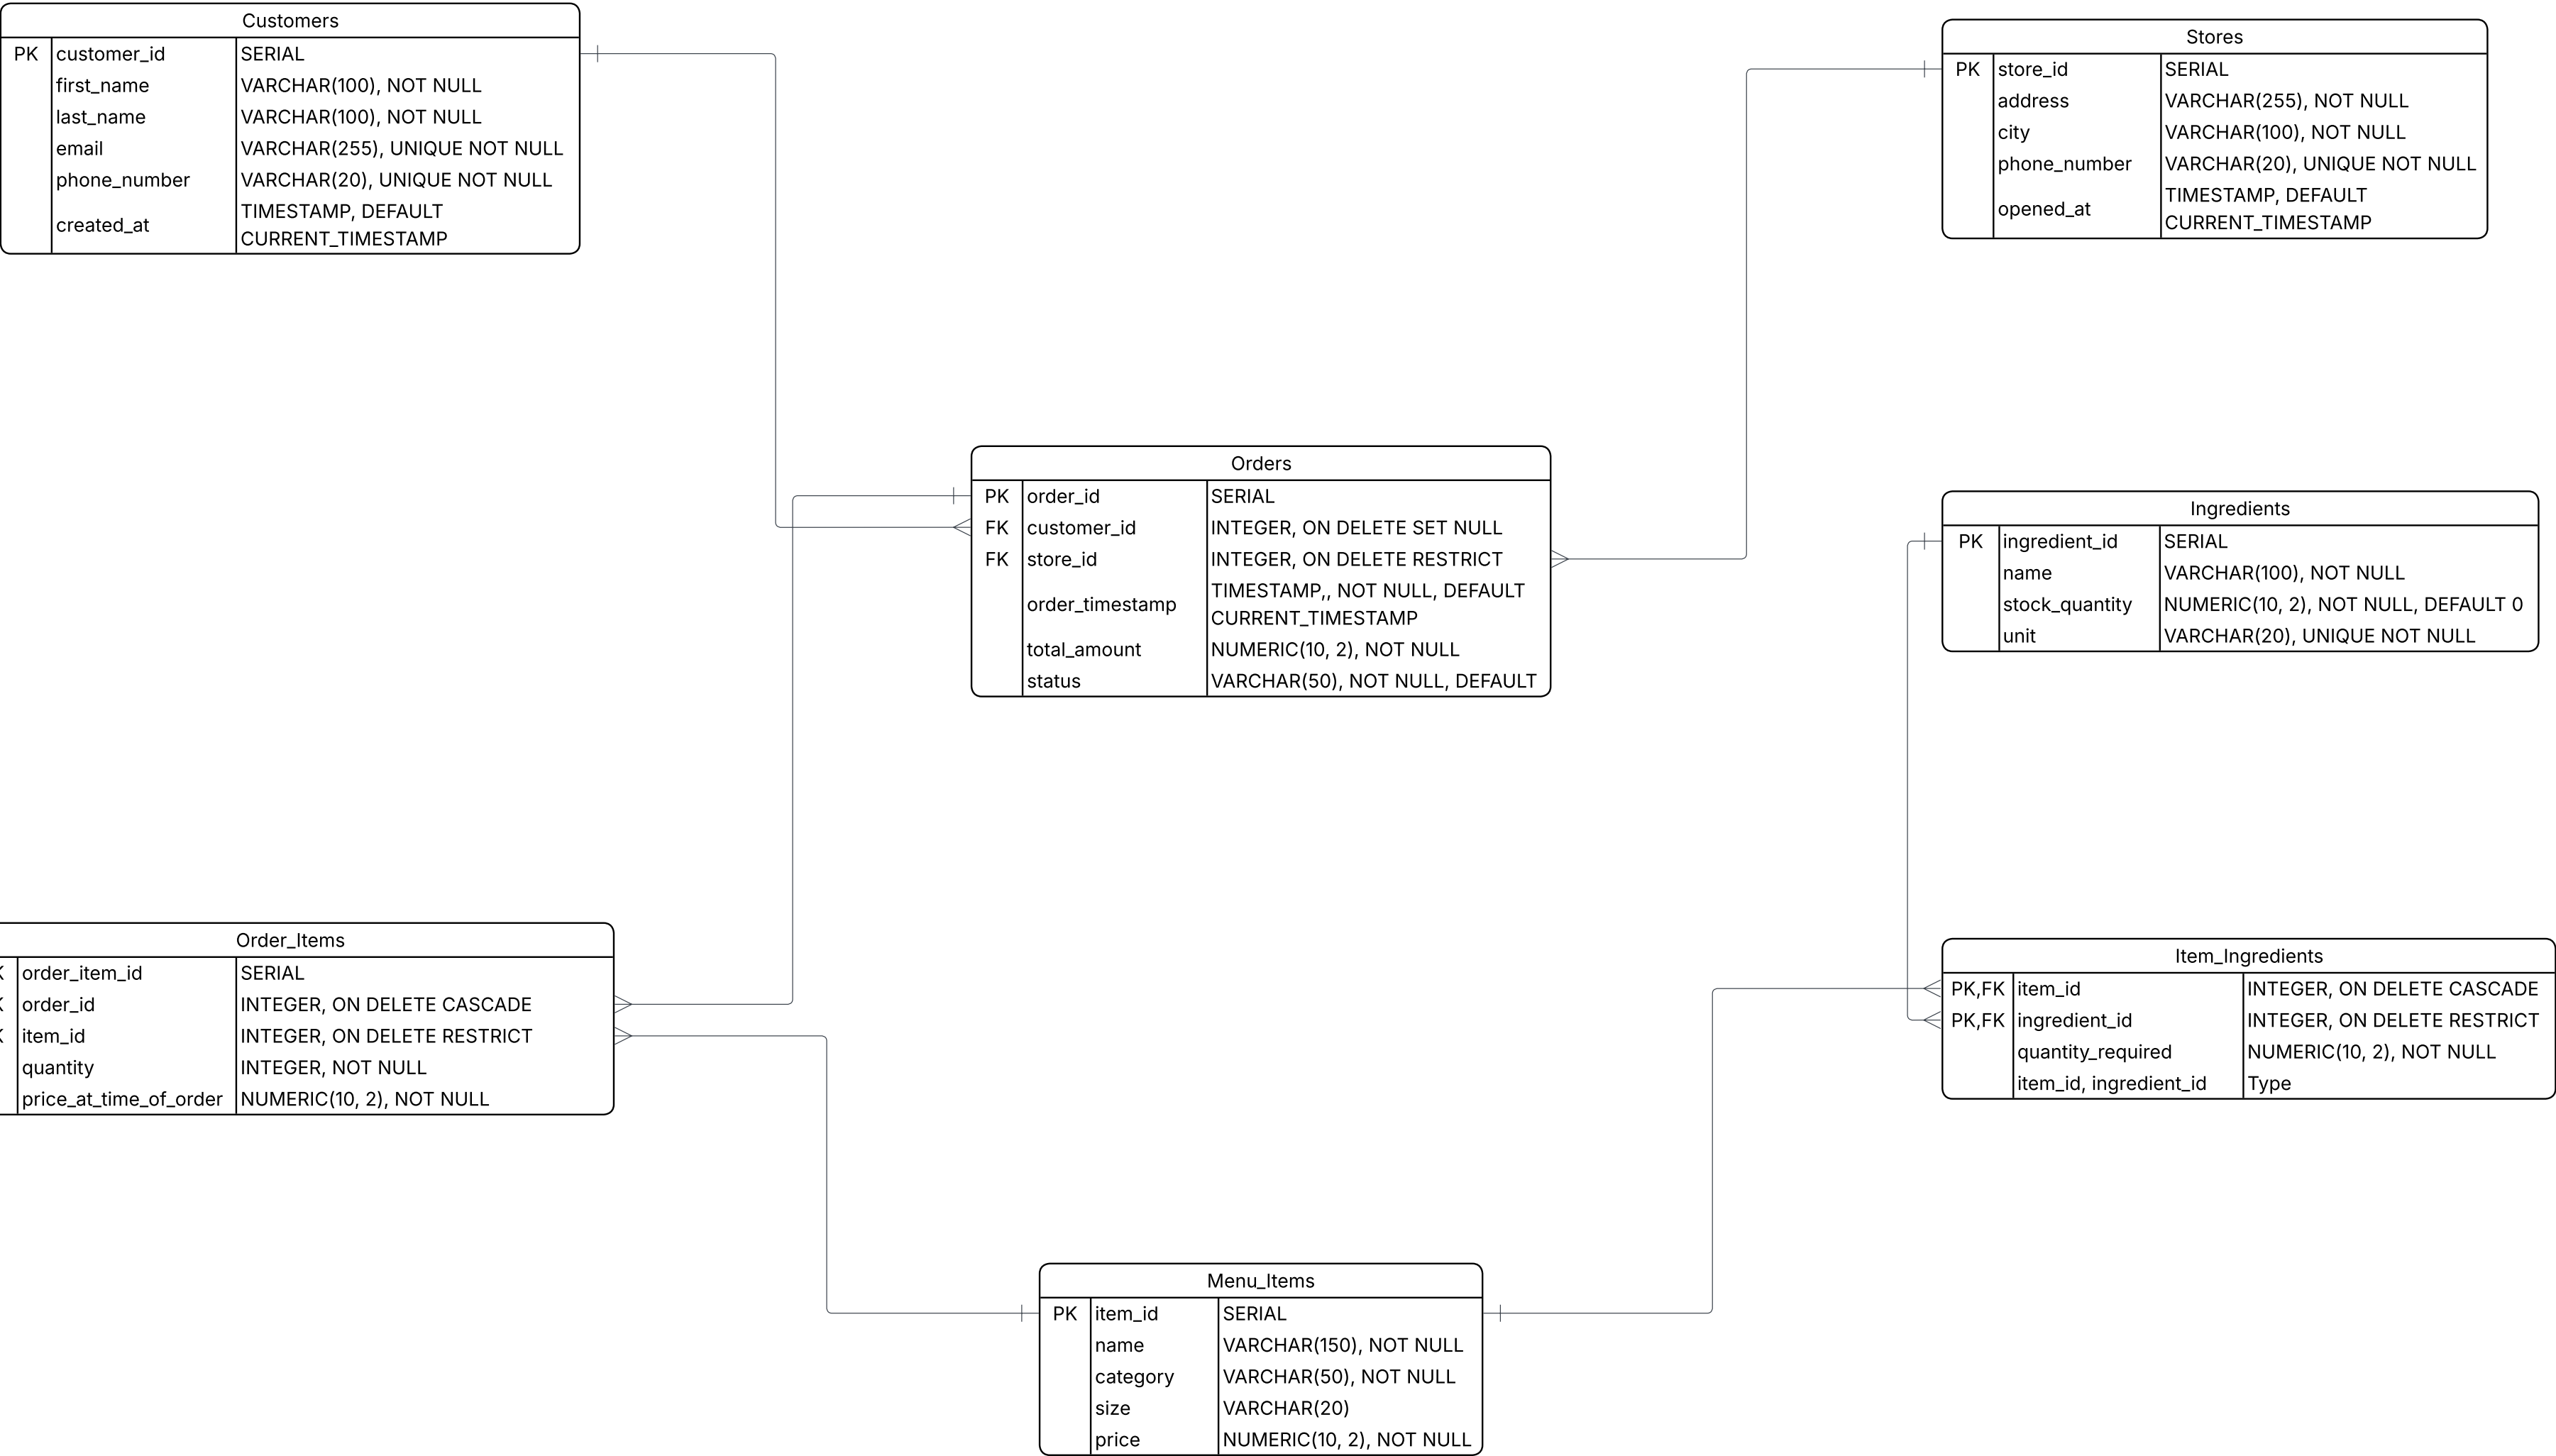 Customers
PK customer_id SERIAL
first_name VARCHAR(100), NOT NULL
last_name VARCHAR(100), NOT NULL
email VARCHAR(255), UNIQUE NOT NULL
phone_number VARCHAR(20), UNIQUE NOT NULL
created_at TIMESTAMP, DEFAULT
CURRENT_TIMESTAMP
Stores
PK store_id SERIAL
address VARCHAR(255), NOT NULL
city VARCHAR(100), NOT NULL
phone_number VARCHAR(20), UNIQUE NOT NULL
opened_at TIMESTAMP, DEFAULT
CURRENT_TIMESTAMP
Orders
PK order_id SERIAL
FK customer_id INTEGER, ON DELETE SET NULL
FK store_id INTEGER, ON DELETE RESTRICT
order_timestamp TIMESTAMP,, NOT NULL, DEFAULT
CURRENT_TIMESTAMP
total_amount NUMERIC(10, 2), NOT NULL
status VARCHAR(50), NOT NULL, DEFAULT
Ingredients
PK ingredient_id SERIAL
name VARCHAR(100), NOT NULL
stock_quantity NUMERIC(10, 2), NOT NULL, DEFAULT 0
unit VARCHAR(20), UNIQUE NOT NULL
Order_Items
order_item_id SERIAL
order_id INTEGER, ON DELETE CASCADE
item_id INTEGER, ON DELETE RESTRICT
quantity INTEGER, NOT NULL
price_at_time_of_order NUMERIC(10, 2), NOT NULL
Item_Ingredients
PK,FK item_id INTEGER, ON DELETE CASCADE
PK,FK ingredient_id INTEGER, ON DELETE RESTRICT
quantity_required NUMERIC(10, 2), NOT NULL
item_id, ingredient_id Type
Menu_Items
PK item_id SERIAL
name VARCHAR(150), NOT NULL
category VARCHAR(50), NOT NULL
size VARCHAR(20)
price NUMERIC(10, 2), NOT NULL